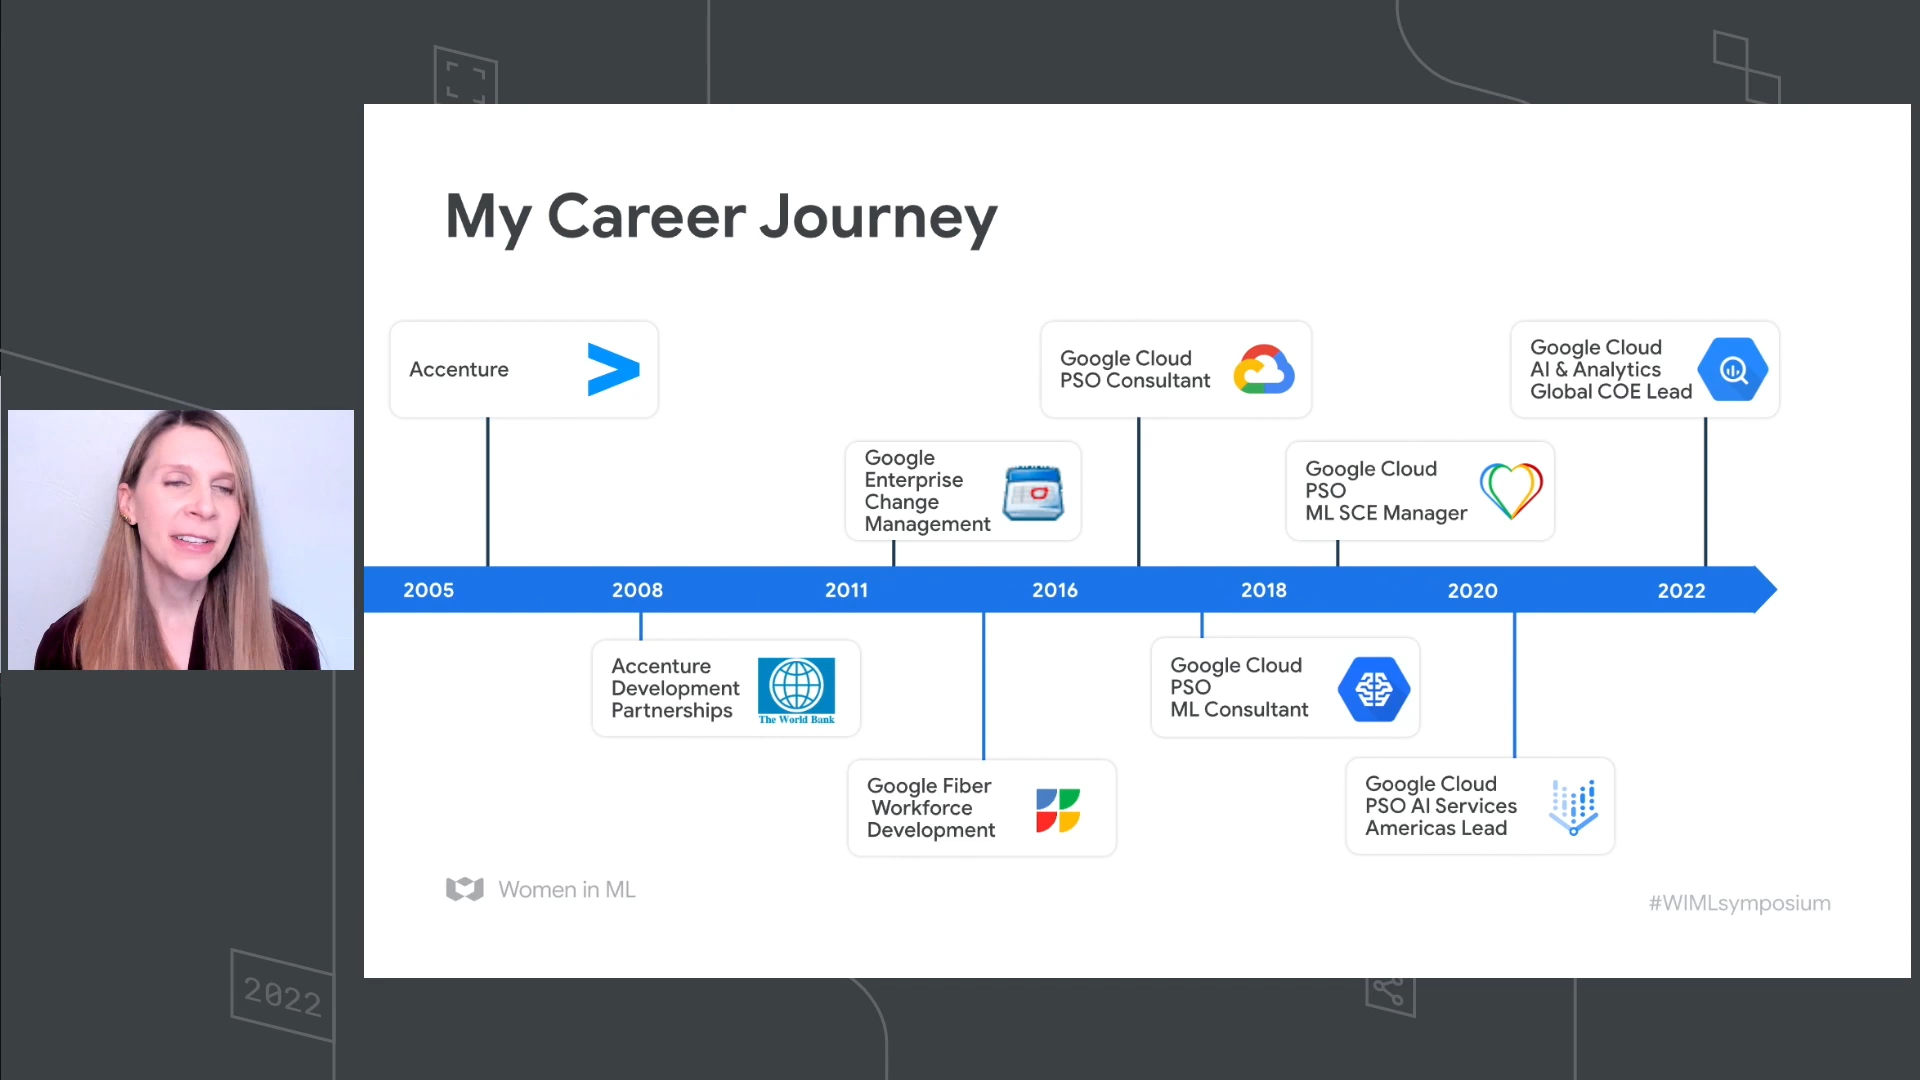 My Career Journey
Accenture
Google Cloud
PSO Consultant
Google Cloud
AI & Analytics
Global COE Lead
Google
Enterprise
Change
Management
Google Cloud
PSO
ML SCE Manager
2005
2008
2011
2016
2018
2020
2022
Accenture
Development
Partnerships
The World Bank
Google Cloud
PSO
ML Consultant
Google Fiber
Workforce
Development
Google Cloud
PSO AI Services
Americas Lead
Women in ML
#WIMLsymposium
2022